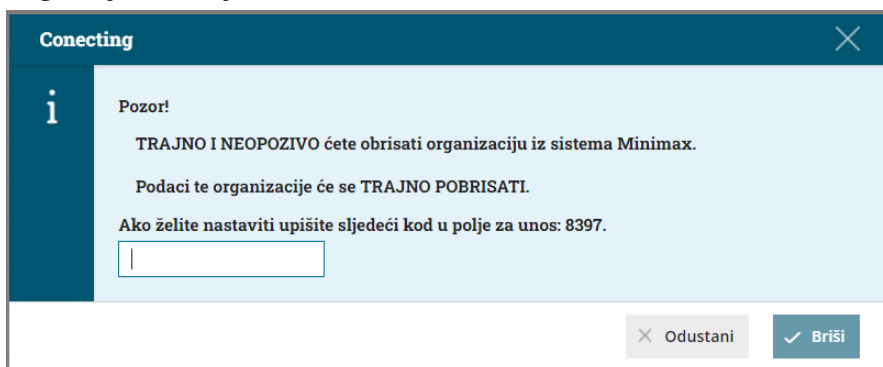 Conecting
i
Pozor!
TRAJNO I NEOPOZIVO ćete obrisati organizaciju iz sistema Minimax.
Podaci te organizacije će se TRAJNO POBRISATI.
Ako želite nastaviti upišite sljedeći kod u polje za unos: 8397.
Odustani
Briši